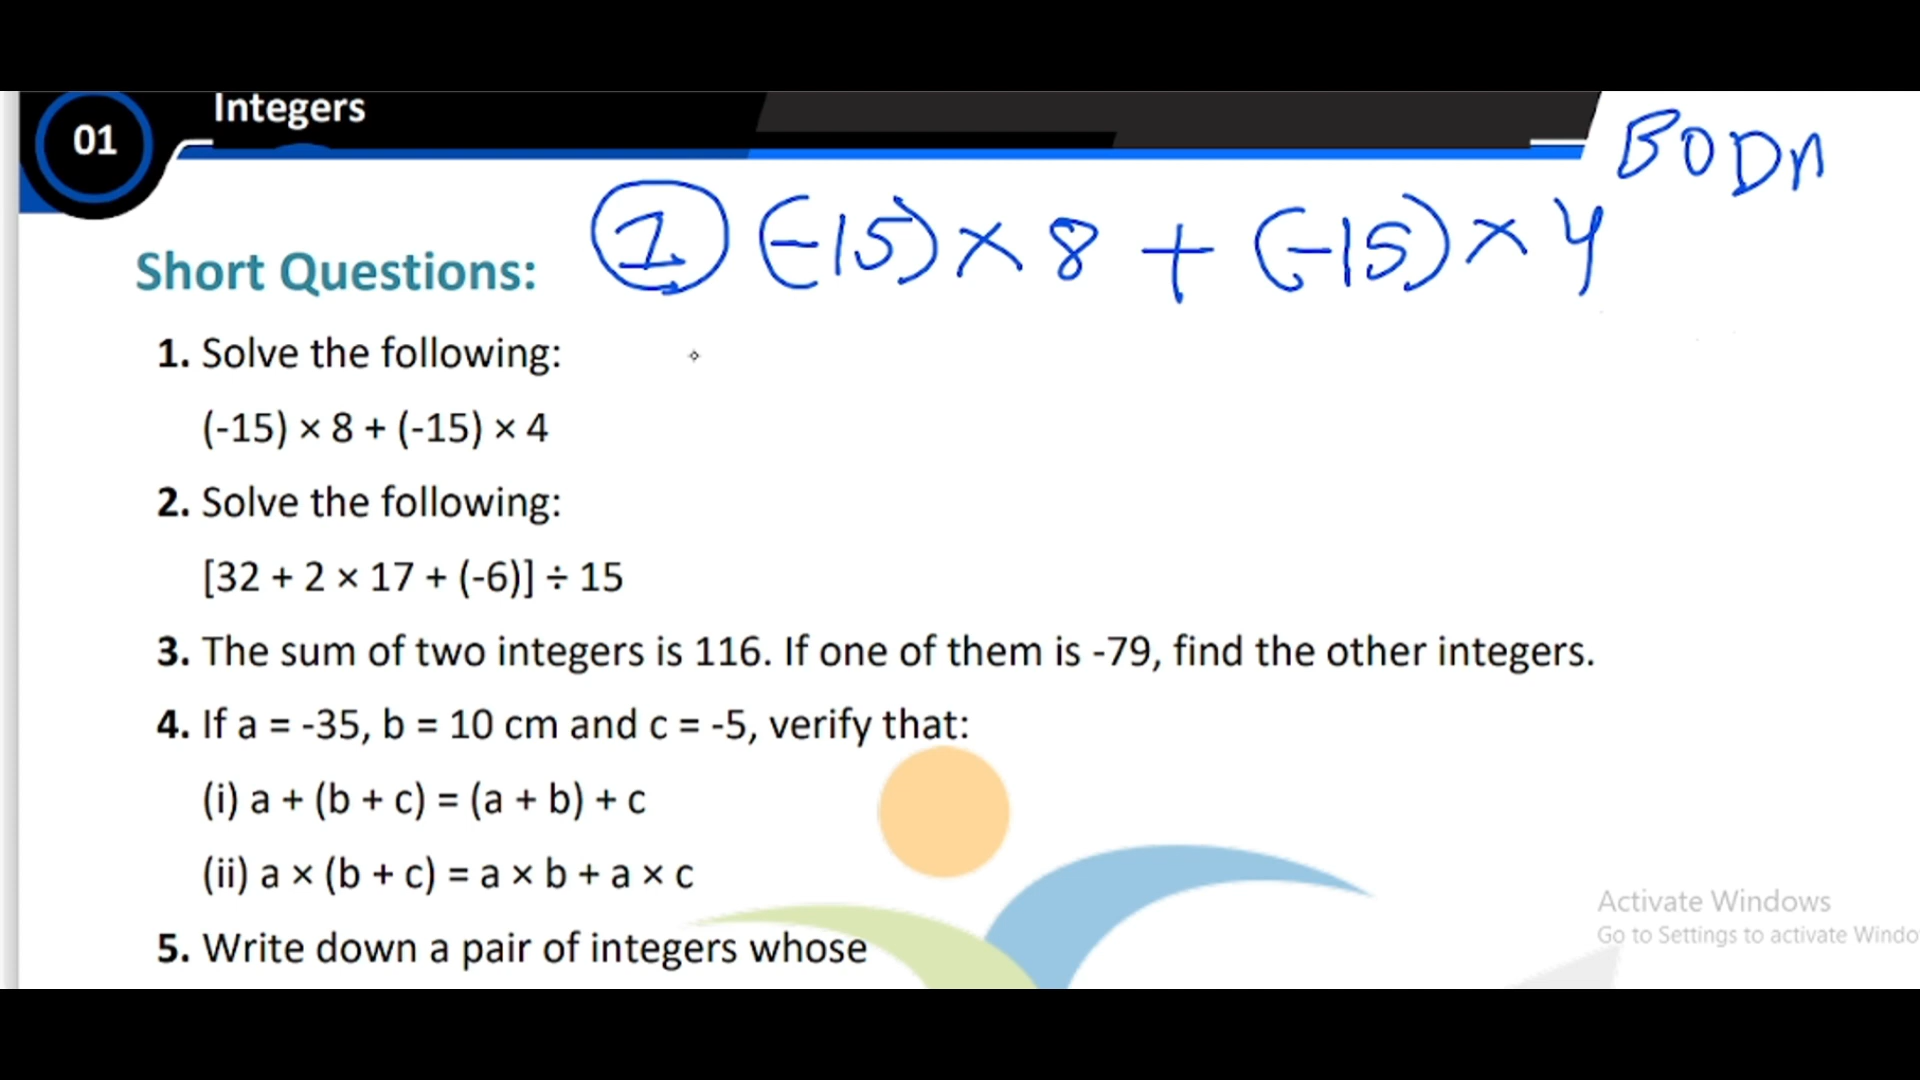 01
Integers
BODM
Short Questions:
1 (-15) × 8 + (-15) × 4
1. Solve the following:
(-15) × 8 + (-15) × 4
2. Solve the following:
[32 + 2 × 17 + (-6)] ÷ 15
3. The sum of two integers is 116. If one of them is -79, find the other integers.
4. If a = -35, b = 10 cm and c = -5, verify that:
(i) a + (b + c) = (a + b) + c
(ii) a × (b + c) = a × b + a × c
5. Write down a pair of integers whose
Activate Windows
Go to Settings to activate Windo